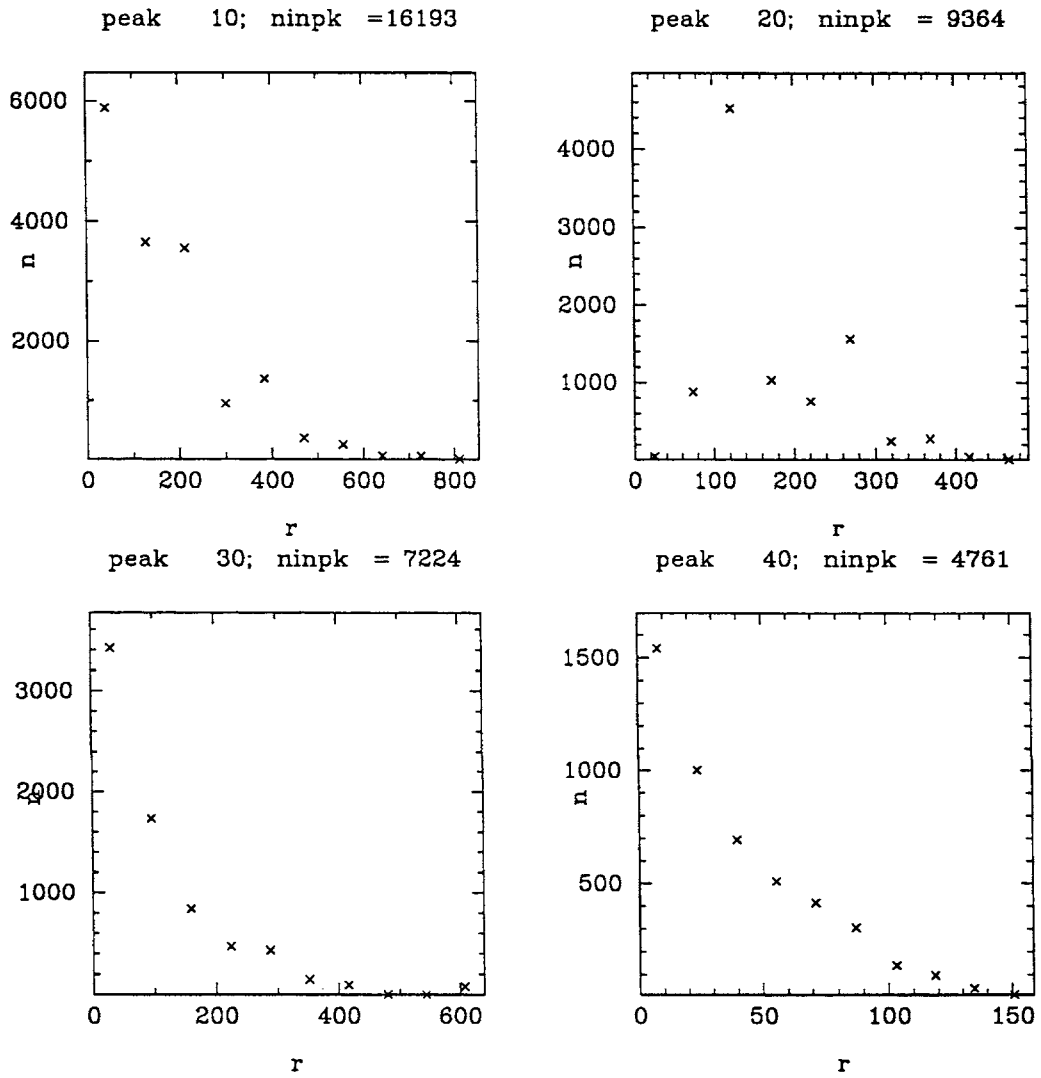 peak 10; ninpk =16193
6000
4000
2000
n
0 200 400 600 800
r
peak 20; ninpk = 9364
4000
3000
2000
1000
n
0 100 200 300 400
r
peak 30; ninpk = 7224
3000
2000
1000
n
0 200 400 600
r
peak 40; ninpk = 4761
1500
1000
500
n
0 50 100 150
r